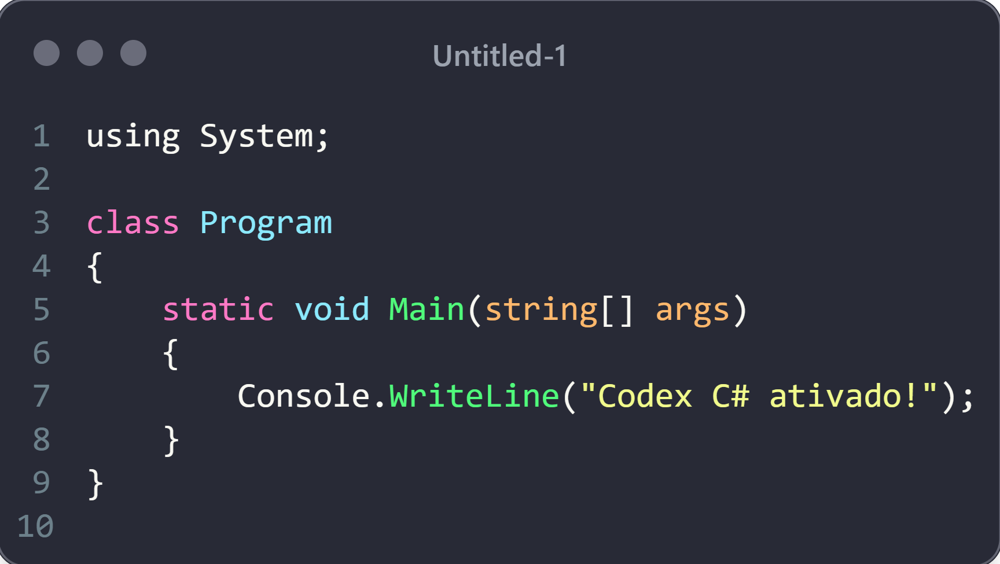 Untitled-1
1 using System;
2
3 class Program
4 {
5     static void Main(string[] args)
6     {
7         Console.WriteLine("Codex C# ativado!");
8     }
9 }
10